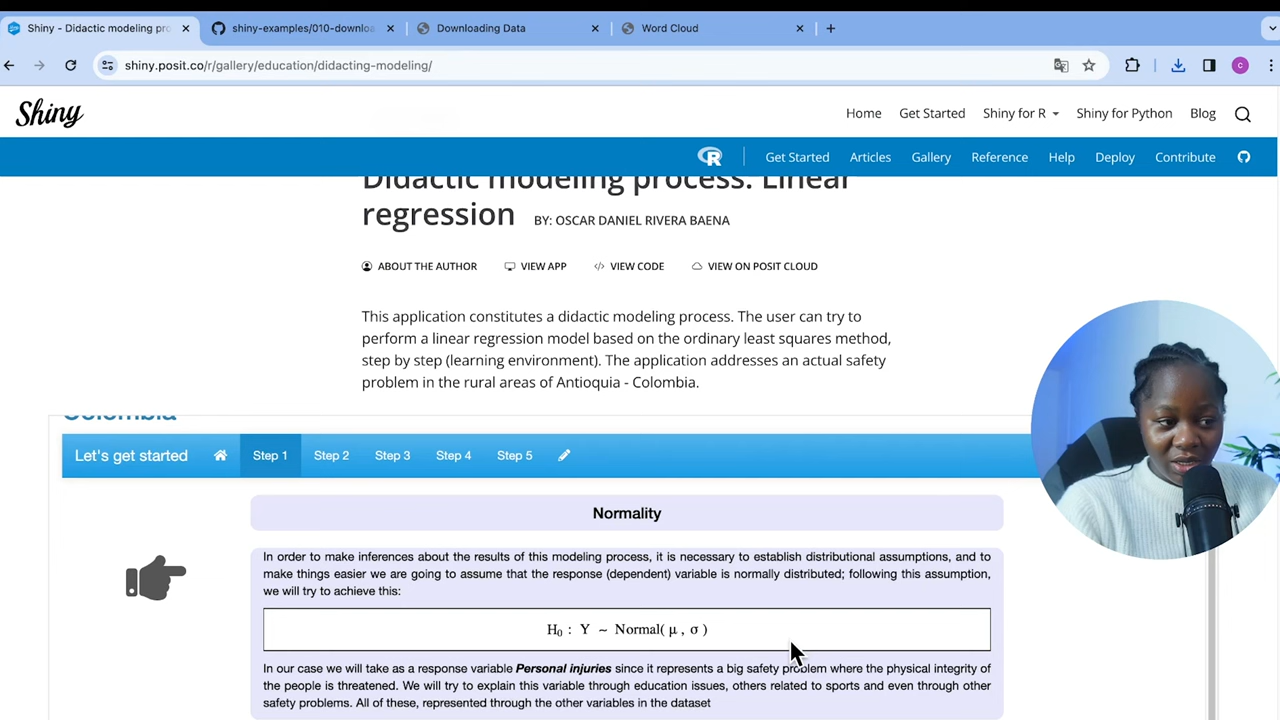 Shiny - Didactic modeling pro
shiny-examples/010-downloa
Downloading Data
Word Cloud
shiny.posit.co/r/gallery/education/didacting-modeling/
C
Shiny
Home
Get Started
Shiny for R
Shiny for Python
Blog
R
Get Started
Articles
Gallery
Reference
Help
Deploy
Contribute
Didactic modeling process: Linear
regression BY: OSCAR DANIEL RIVERA BAENA
ABOUT THE AUTHOR
VIEW APP
VIEW CODE
VIEW ON POSIT CLOUD
This application constitutes a didactic modeling process. The user can try to
perform a linear regression model based on the ordinary least squares method,
step by step (learning environment). The application addresses an actual safety
problem in the rural areas of Antioquia - Colombia.
Colombia
Let's get started
Step 1
Step 2
Step 3
Step 4
Step 5
Normality
In order to make inferences about the results of this modeling process, it is necessary to establish distributional assumptions, and to
make things easier we are going to assume that the response (dependent) variable is normally distributed; following this assumption,
we will try to achieve this:
H₀ : Y ~ Normal( μ , σ )
In our case we will take as a response variable Personal injuries since it represents a big safety problem where the physical integrity of
the people is threatened. We will try to explain this variable through education issues, others related to sports and even through other
safety problems. All of these, represented through the other variables in the dataset